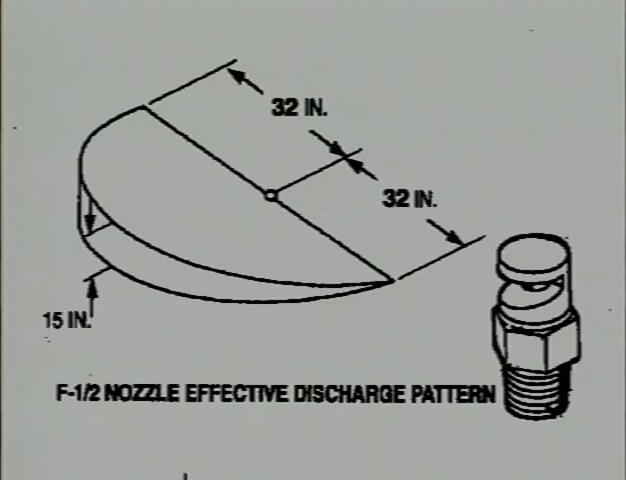 32 IN.
32 IN.
15 IN.
F-1/2 NOZZLE EFFECTIVE DISCHARGE PATTERN